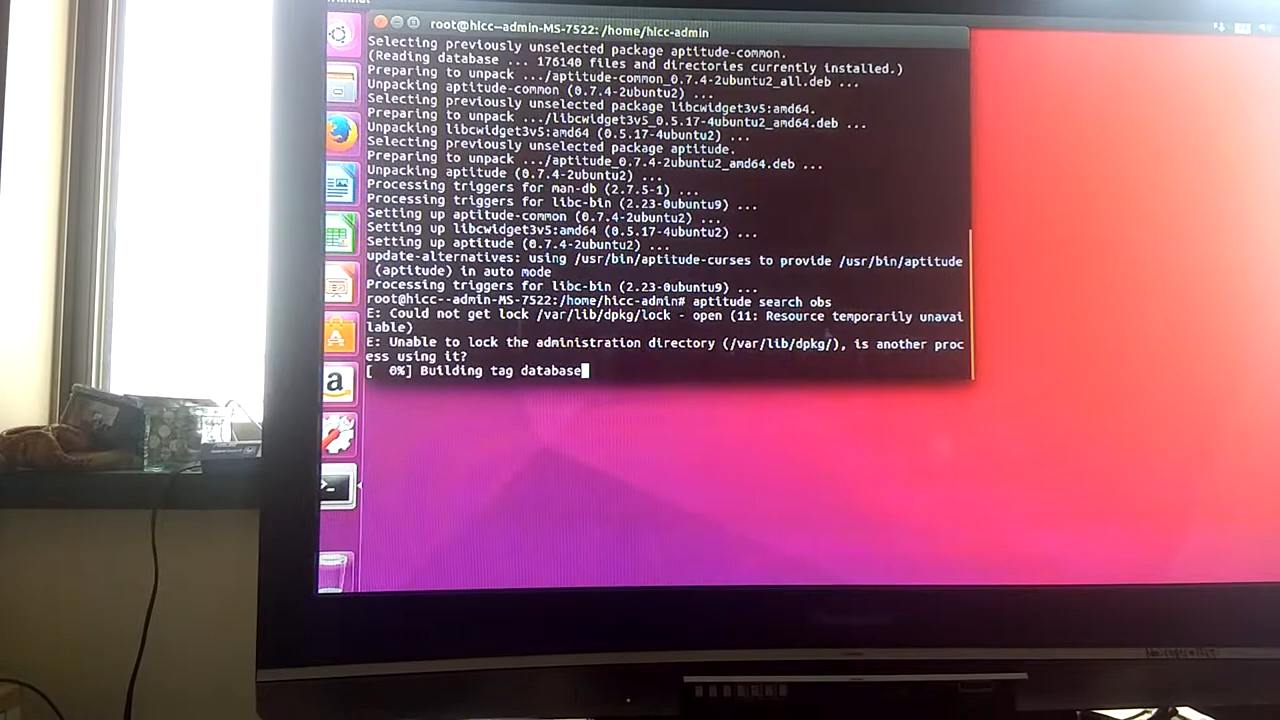 root@hicc--admin-MS-7522: /home/hicc-admin
Selecting previously unselected package aptitude-common.
(Reading database ... 176140 files and directories currently installed.)
Preparing to unpack .../aptitude-common_0.7.4-2ubuntu2_all.deb ...
Unpacking aptitude-common (0.7.4-2ubuntu2) ...
Selecting previously unselected package libcwidget3v5:amd64.
Preparing to unpack .../libcwidget3v5_0.5.17-4ubuntu2_amd64.deb ...
Unpacking libcwidget3v5:amd64 (0.5.17-4ubuntu2) ...
Selecting previously unselected package aptitude.
Preparing to unpack .../aptitude_0.7.4-2ubuntu2_amd64.deb ...
Unpacking aptitude (0.7.4-2ubuntu2) ...
Processing triggers for man-db (2.7.5-1) ...
Processing triggers for libc-bin (2.23-0ubuntu9) ...
Setting up aptitude-common (0.7.4-2ubuntu2) ...
Setting up libcwidget3v5:amd64 (0.5.17-4ubuntu2) ...
Setting up aptitude (0.7.4-2ubuntu2) ...
update-alternatives: using /usr/bin/aptitude-curses to provide /usr/bin/aptitude
(aptitude) in auto mode
Processing triggers for libc-bin (2.23-0ubuntu9) ...
root@hicc--admin-MS-7522:/home/hicc-admin# aptitude search obs
E: Could not get lock /var/lib/dpkg/lock - open (11: Resource temporarily unavai
lable)
E: Unable to lock the administration directory (/var/lib/dpkg/), is another proc
ess using it?
[  0%] Building tag database